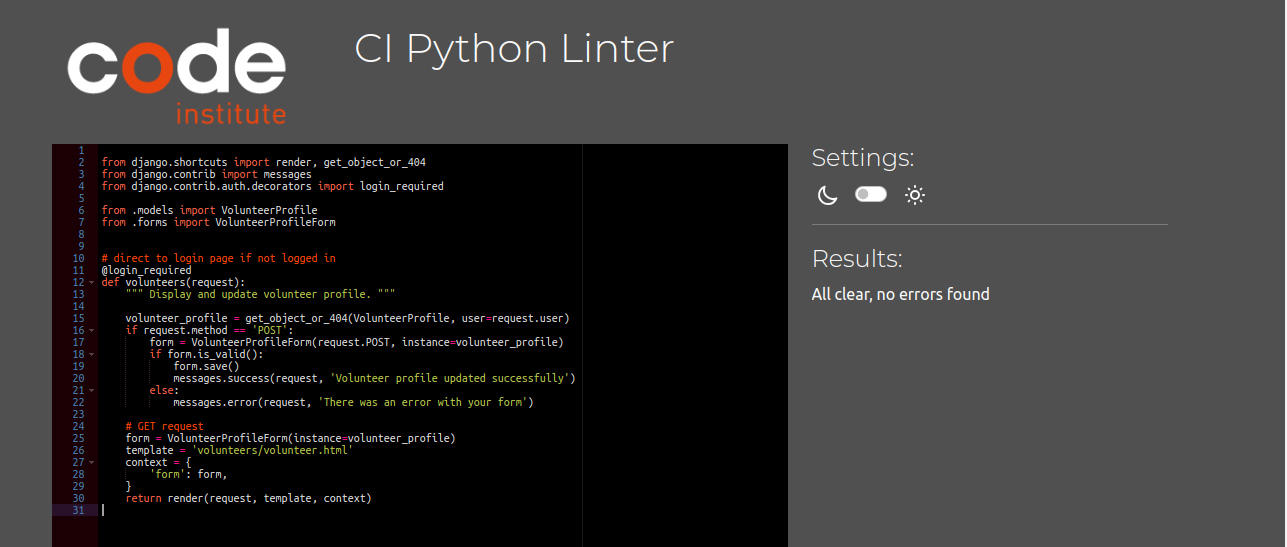 code
institute
CI Python Linter
1
2 from django.shortcuts import render, get_object_or_404
3 from django.contrib import messages
4 from django.contrib.auth.decorators import login_required
5
6 from .models import VolunteerProfile
7 from .forms import VolunteerProfileForm
8
9
10 # direct to login page if not logged in
11 @login_required
12 def volunteers(request):
13     """ Display and update volunteer profile. """
14
15     volunteer_profile = get_object_or_404(VolunteerProfile, user=request.user)
16     if request.method == 'POST':
17         form = VolunteerProfileForm(request.POST, instance=volunteer_profile)
18         if form.is_valid():
19             form.save()
20             messages.success(request, 'Volunteer profile updated successfully')
21         else:
22             messages.error(request, 'There was an error with your form')
23
24     # GET request
25     form = VolunteerProfileForm(instance=volunteer_profile)
26     template = 'volunteers/volunteer.html'
27     context = {
28         'form': form,
29     }
30     return render(request, template, context)
31
Settings:
Results:
All clear, no errors found